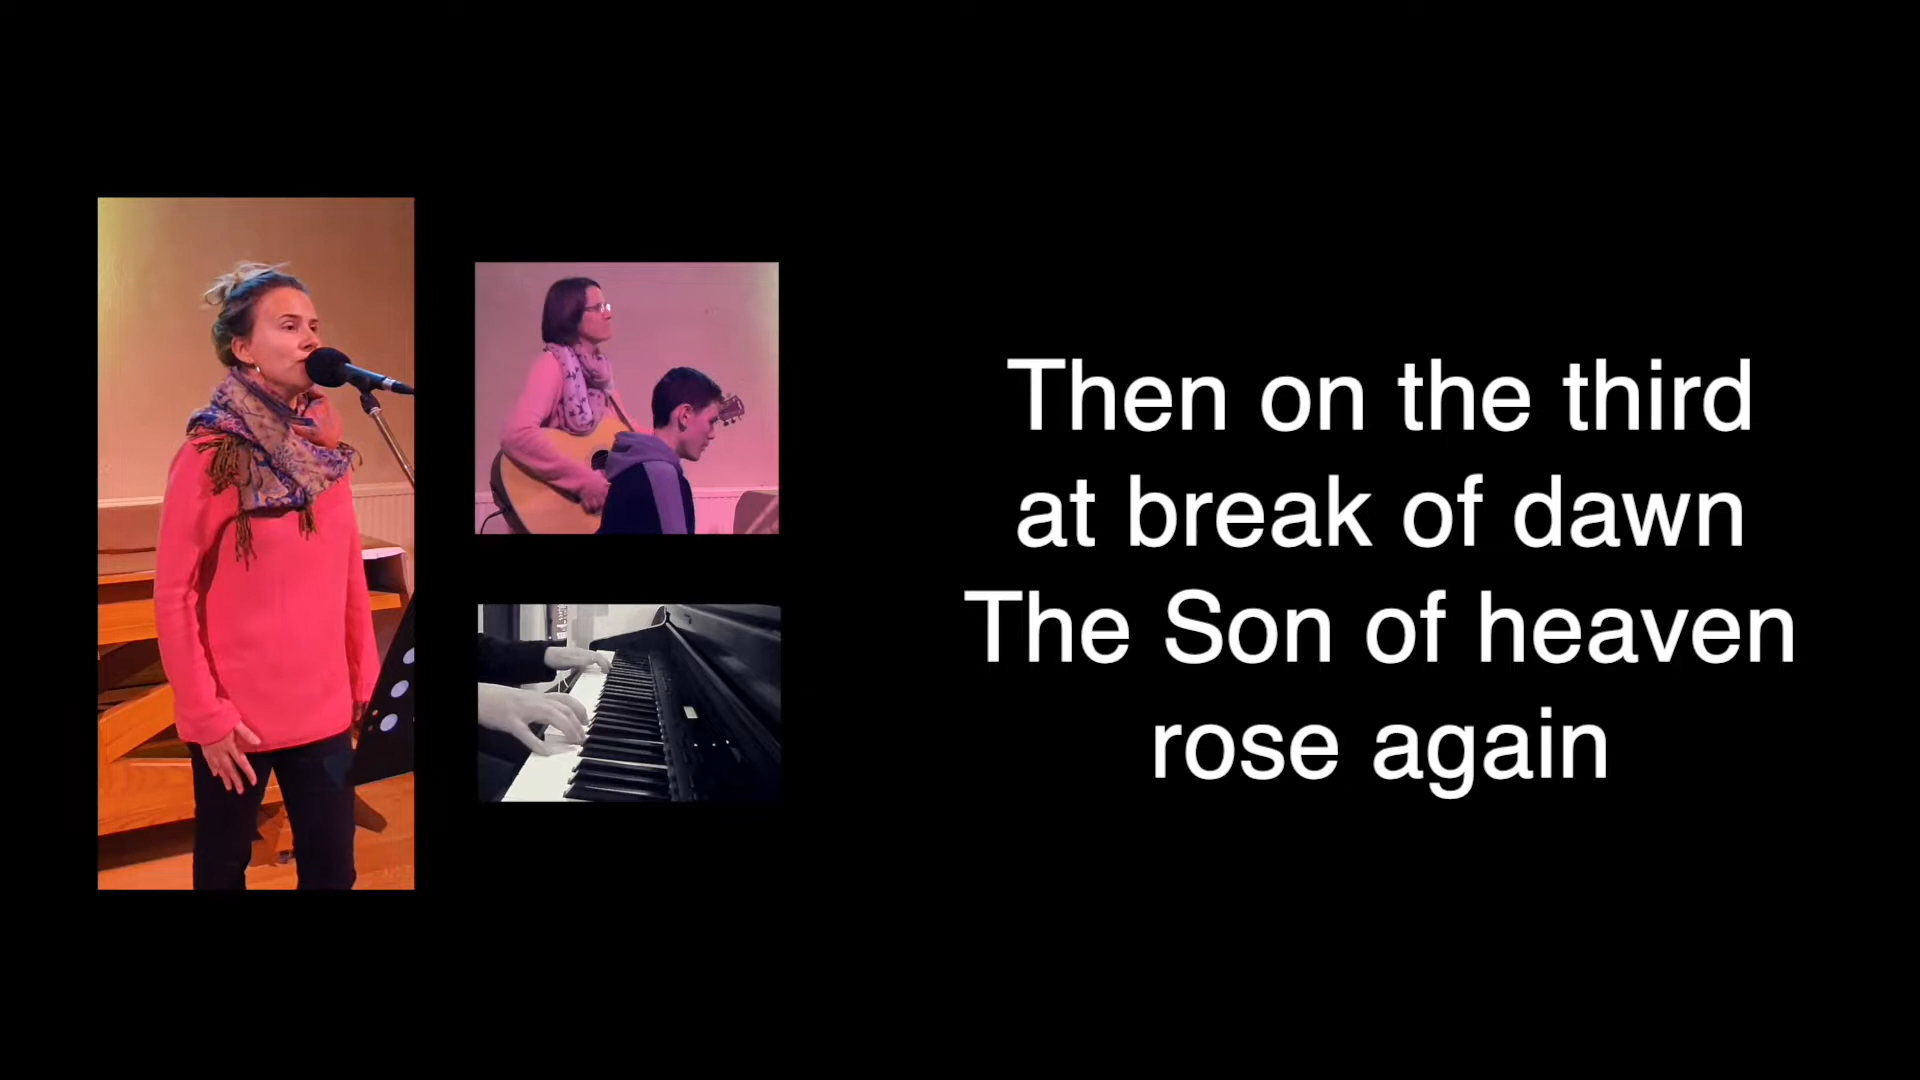 Then on the third
at break of dawn
The Son of heaven
rose again